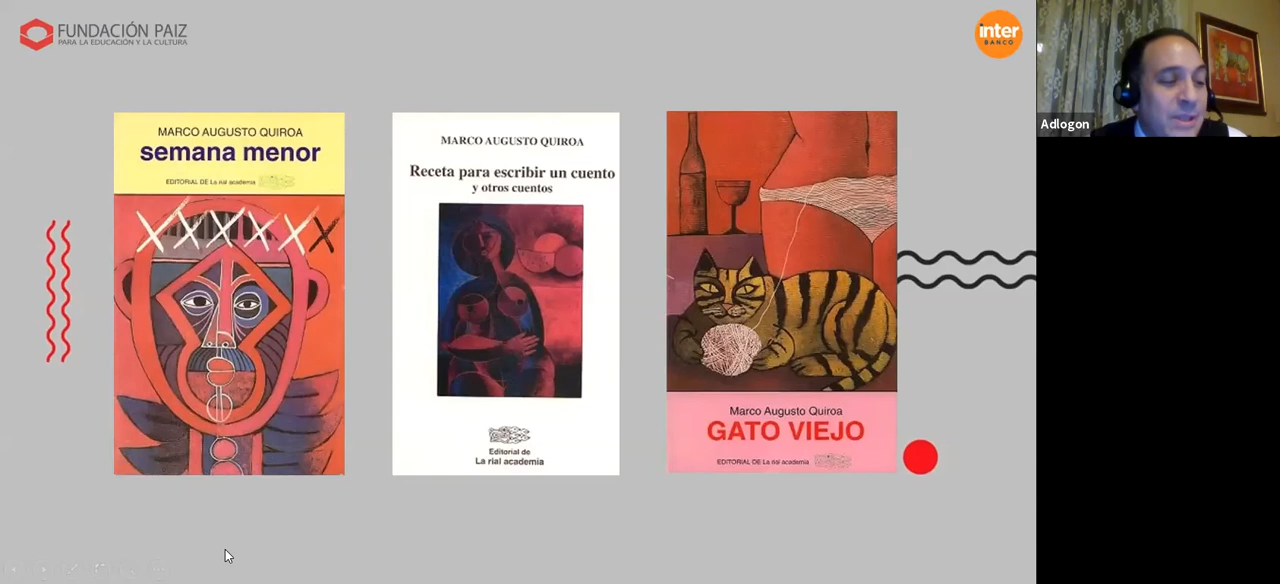 FUNDACIÓN PAIZ
PARA LA EDUCACIÓN Y LA CULTURA
inter
BANCO
Adlogon
MARCO AUGUSTO QUIROA
semana menor
EDITORIAL DE La rial academia
XXXXXX
MARCO AUGUSTO QUIROA
Receta para escribir un cuento
y otros cuentos
Editorial de
La rial academia
Marco Augusto Quiroa
GATO VIEJO
EDITORIAL DE La rial academia